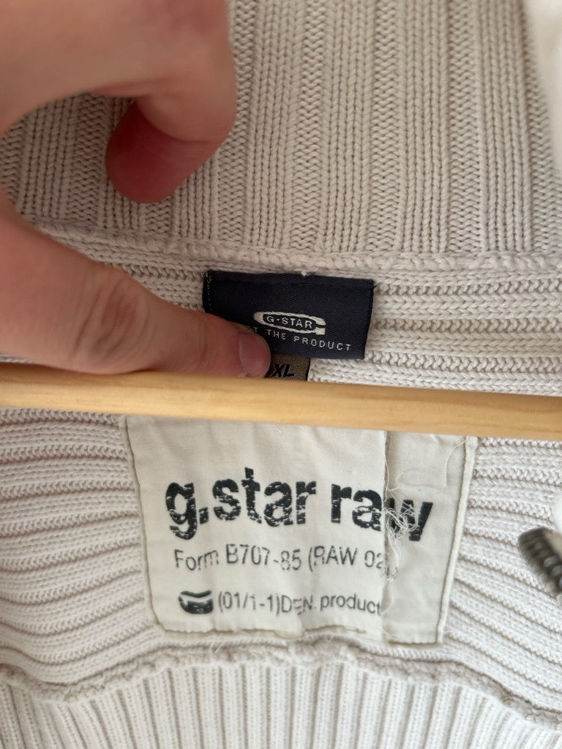 G-STAR
THE PRODUCT
XL
g.star raw
Form B707-85 (RAW 02
(01/1-1)DEN. product